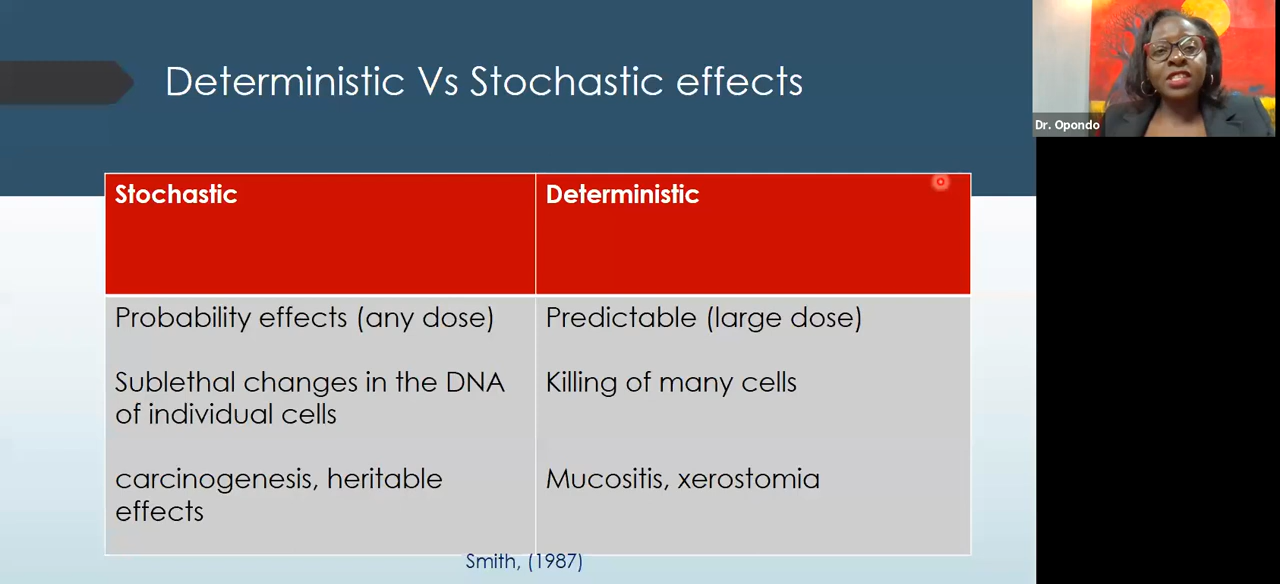 Deterministic Vs Stochastic effects
Dr. Opondo
Stochastic
Deterministic
Probability effects (any dose)
Predictable (large dose)
Sublethal changes in the DNA
of individual cells
Killing of many cells
carcinogenesis, heritable
effects
Mucositis, xerostomia
Smith, (1987)